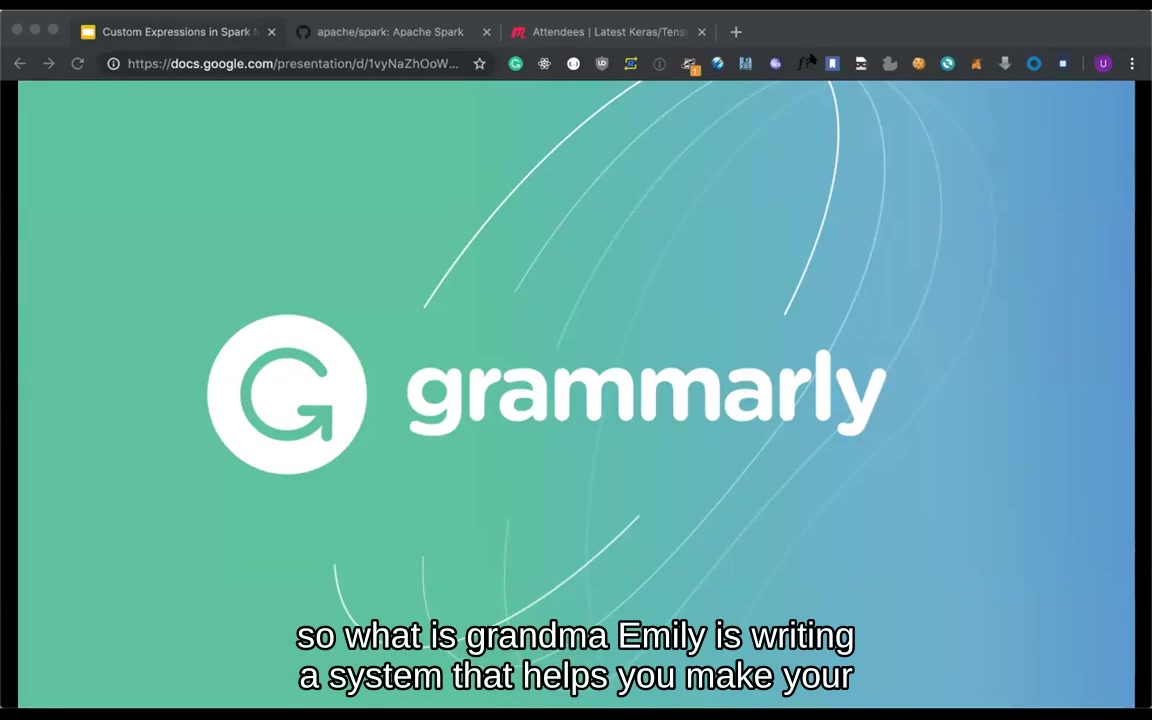 Custom Expressions in Spark
apache/spark: Apache Spark
Attendees | Latest Keras/Tens
https://docs.google.com/presentation/d/1vyNaZhOoW...
grammarly
so what is grandma Emily is writing
a system that helps you make your